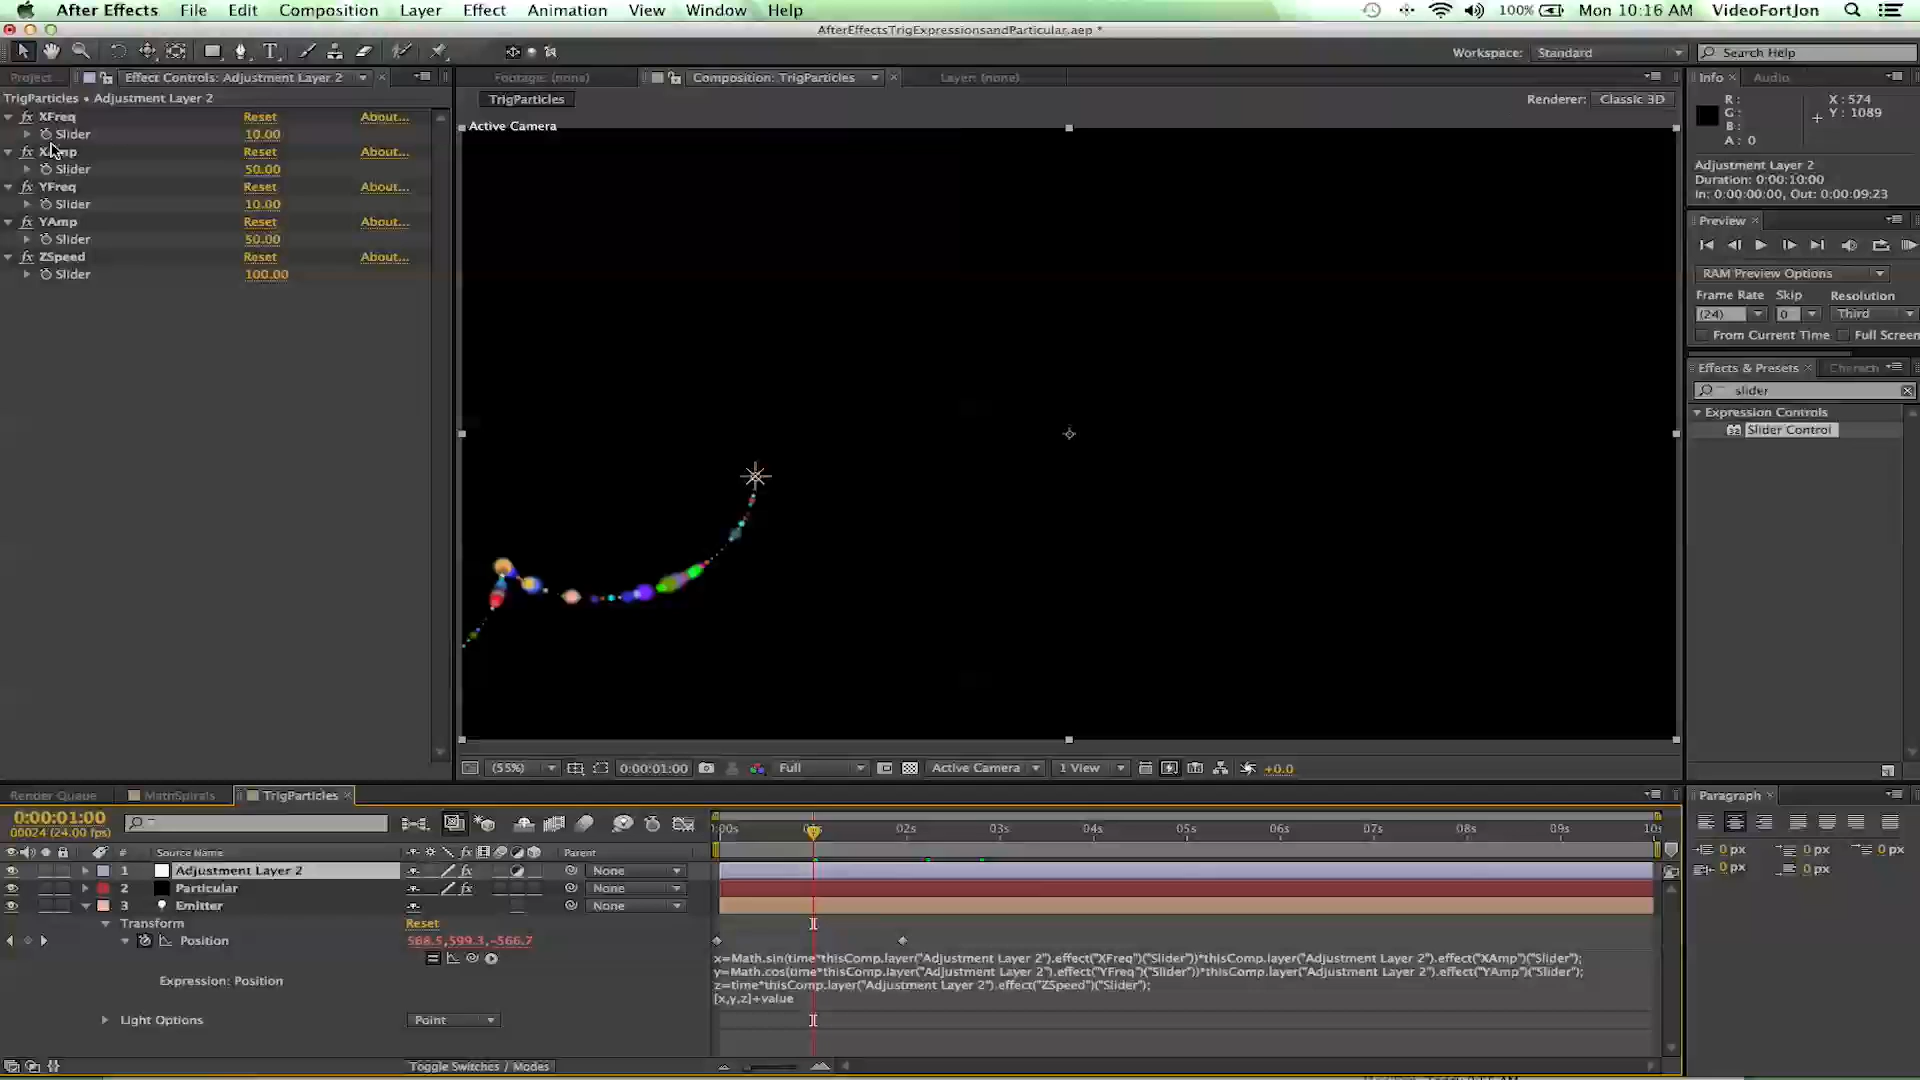 After Effects File Edit Composition Layer Effect Animation View Window Help 100% Mon 10:16 AM VideoFortJon
AfterEffectsTrigExpressionsandParticular.aep *
Workspace: Standard Search Help
Project Effect Controls: Adjustment Layer 2 Footage: (none) Composition: TrigParticles Layer: (none) Info Audio
TrigParticles • Adjustment Layer 2 TrigParticles Renderer: Classic 3D
fx XFreq Reset About...
Slider 10.00
fx XAmp Reset About...
Slider 50.00
fx YFreq Reset About...
Slider 10.00
fx YAmp Reset About...
Slider 50.00
fx ZSpeed Reset About...
Slider 100.00
Active Camera
R: X : 574
G: Y : 1089
B:
A: 0
Adjustment Layer 2
Duration: 0:00:10:00
In: 0:00:00:00, Out: 0:00:09:23
Preview
RAM Preview Options
Frame Rate Skip Resolution
(24) 0 Third
From Current Time Full Screen
Effects & Presets Charact
slider
Expression Controls
32 Slider Control
(55%) 0:00:01:00 Full Active Camera 1 View +0.0
Render Queue MathSpirals TrigParticles Paragraph
0:00:01:00
00024 (24.00 fps)
:00s 02s 03s 04s 05s 06s 07s 08s 09s 10s
# Source Name fx Parent
1 Adjustment Layer 2 fx None
2 Particular fx None
3 Emitter None
Transform Reset
Position 568.5,599.3,-566.7
Expression: Position
x=Math.sin(time*thisComp.layer("Adjustment Layer 2").effect("XFreq")("Slider"))*thisComp.layer("Adjustment Layer 2").effect("XAmp")("Slider");
y=Math.cos(time*thisComp.layer("Adjustment Layer 2").effect("YFreq")("Slider"))*thisComp.layer("Adjustment Layer 2").effect("YAmp")("Slider");
z=time*thisComp.layer("Adjustment Layer 2").effect("ZSpeed")("Slider");
[x,y,z]+value
Light Options Point
Toggle Switches / Modes
0 px 0 px 0 px
0 px 0 px